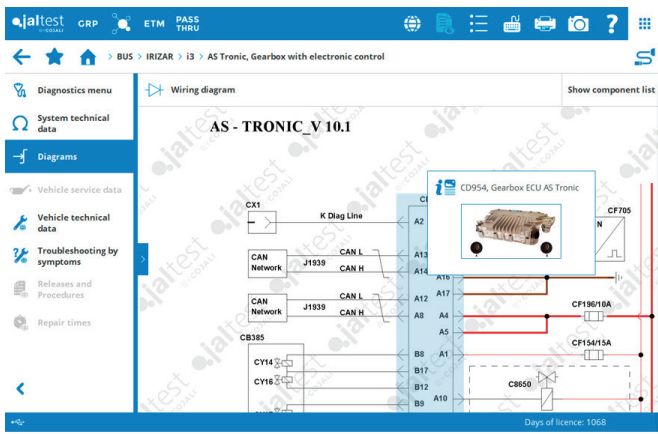 jaltest GRP ETM PASS THRU
BY COJALI
> BUS > IRIZAR > i3 > AS Tronic, Gearbox with electronic control
Diagnostics menu
System technical data
Diagrams
Vehicle service data
Vehicle technical data
Troubleshooting by symptoms
Releases and Procedures
Repair times
Wiring diagram
Show component list
AS - TRONIC_V 10.1
CD954, Gearbox ECU AS Tronic
CX1
K Diag Line
A2
CF705
N
CAN Network
J1939
CAN L
CAN H
A13
A14
A16
A17
CAN Network
J1939
CAN L
CAN H
A12
A8
A4
A5
CF196/10A
CB385
CF154/15A
CY14
CY16
B8
A1
B17
B12
B9
A10
C8650
Days of licence: 1068